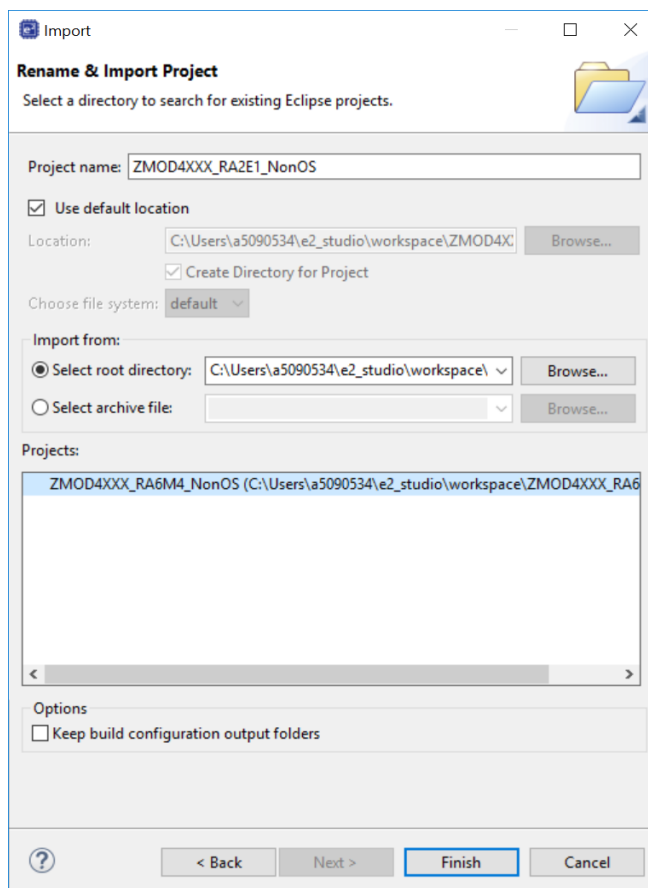 Import
Rename & Import Project
Select a directory to search for existing Eclipse projects.
Project name: ZMOD4XXX_RA2E1_NonOS
Use default location
Location: C:\Users\a5090534\e2_studio\workspace\ZMOD4X Browse...
Create Directory for Project
Choose file system: default
Import from:
Select root directory: C:\Users\a5090534\e2_studio\workspace\ Browse...
Select archive file: Browse...
Projects:
ZMOD4XXX_RA6M4_NonOS (C:\Users\a5090534\e2_studio\workspace\ZMOD4XXX_RA6
Options
Keep build configuration output folders
? < Back Next > Finish Cancel